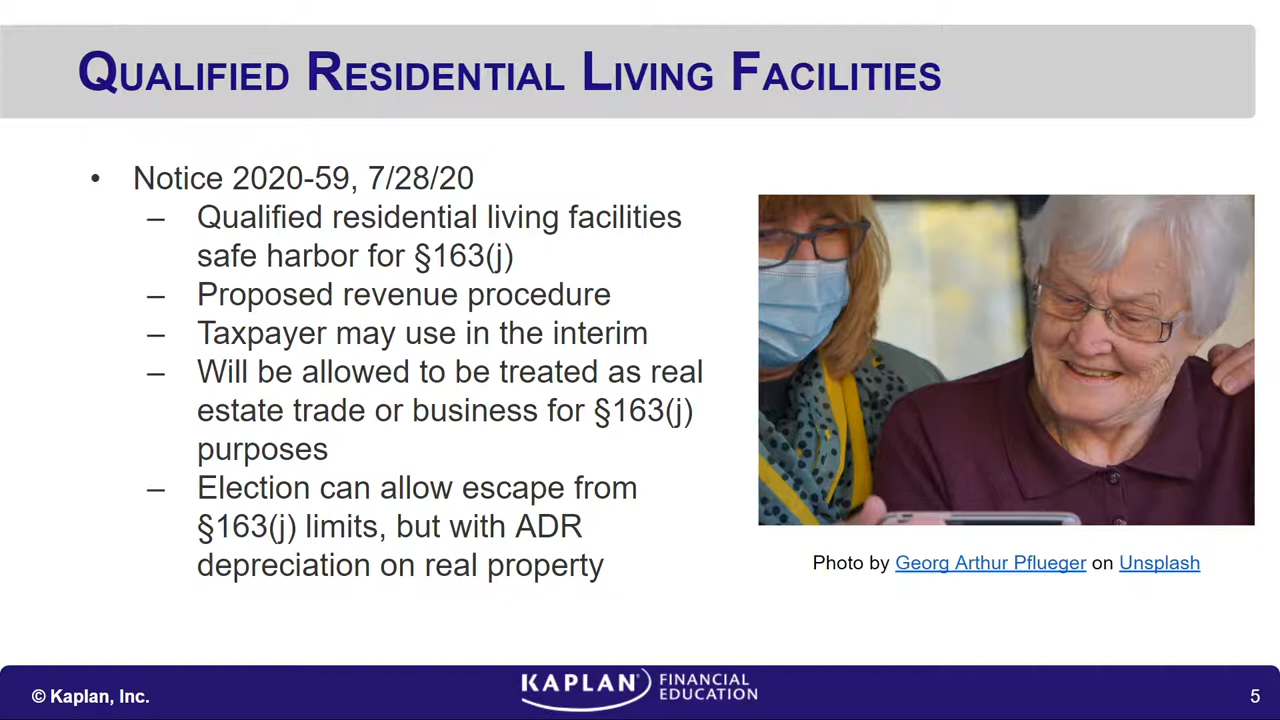 QUALIFIED RESIDENTIAL LIVING FACILITIES
• Notice 2020-59, 7/28/20
– Qualified residential living facilities
safe harbor for §163(j)
– Proposed revenue procedure
– Taxpayer may use in the interim
– Will be allowed to be treated as real
estate trade or business for §163(j)
purposes
– Election can allow escape from
§163(j) limits, but with ADR
depreciation on real property
Photo by Georg Arthur Pflueger on Unsplash
© Kaplan, Inc.
KAPLAN FINANCIAL
EDUCATION
5